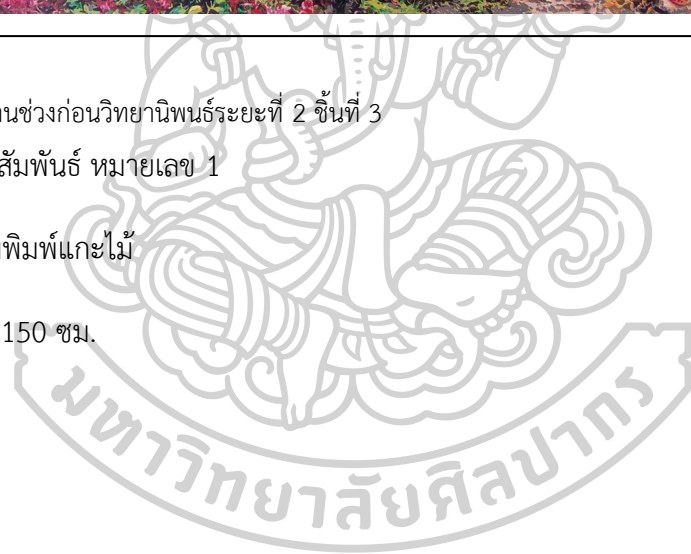 านช่วงก่อนวิทยานิพนธ์ระยะที่ 2 ชิ้นที่ 3
สัมพันธ์ หมายเลข 1
พิมพ์แกะไม้
150 ซม.
มหาวิทยาลัยศิลปากร